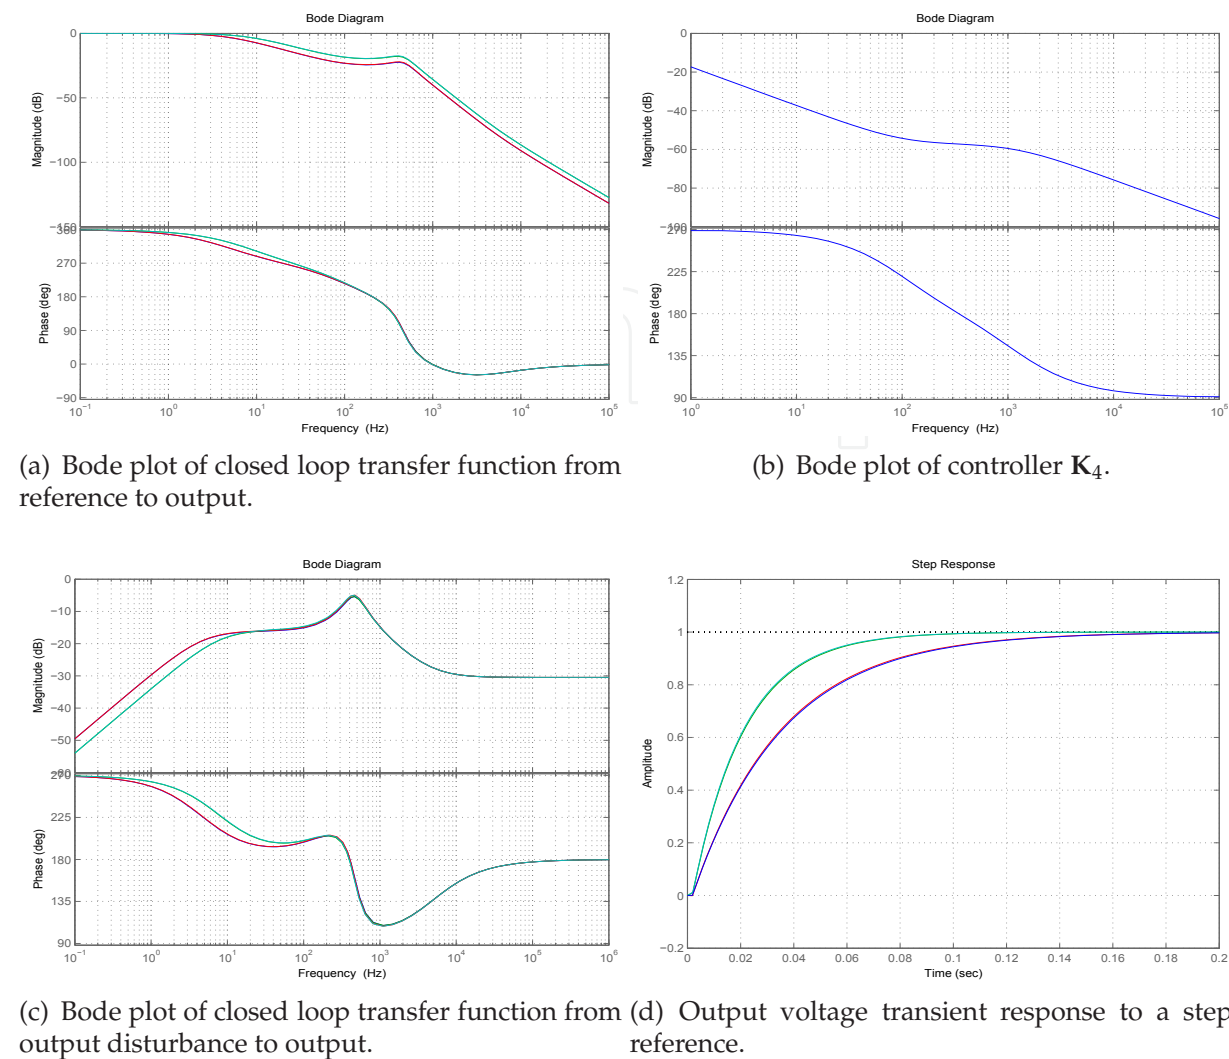 Bode Diagram
0
−50
−100
−150
Magnitude (dB)
360
270
180
90
0
−90
Phase (deg)
10−1 100 101 102 103 104 105
Frequency (Hz)
(a) Bode plot of closed loop transfer function from
reference to output.
Bode Diagram
0
−20
−40
−60
−80
−100
Magnitude (dB)
270
225
180
135
90
Phase (deg)
100 101 102 103 104 105
Frequency (Hz)
(b) Bode plot of controller K4.
Bode Diagram
0
−10
−20
−30
−40
−50
−60
Magnitude (dB)
270
225
180
135
90
Phase (deg)
10−1 100 101 102 103 104 105 106
Frequency (Hz)
(c) Bode plot of closed loop transfer function from
output disturbance to output.
Step Response
1.2
1
0.8
0.6
0.4
0.2
0
−0.2
Amplitude
0 0.02 0.04 0.06 0.08 0.1 0.12 0.14 0.16 0.18 0.2
Time (sec)
(d) Output voltage transient response to a step
reference.